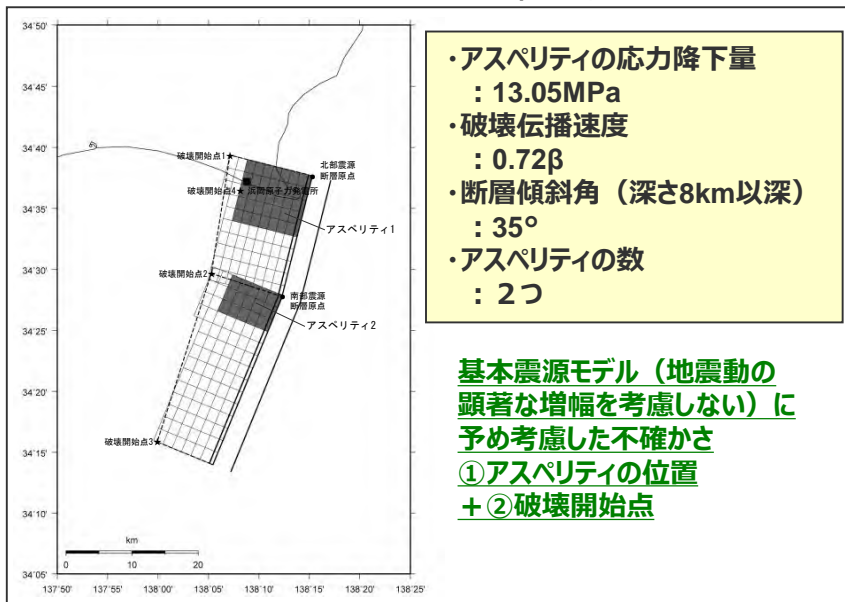 34°50'
34°45'
34°40'
34°35'
34°30'
34°25'
34°20'
34°15'
34°10'
34°05'
137°50'
137°55'
138°00'
138°05'
138°10'
138°15'
138°20'
138°25'
破壊開始点1
北部震源
断層原点
破壊開始点4
浜岡原子力発電所
アスペリティ1
破壊開始点2
南部震源
断層原点
アスペリティ2
破壊開始点3
km
0 10 20
・アスペリティの応力降下量
:13.05MPa
・破壊伝播速度
:0.72β
・断層傾斜角（深さ8km以深）
:35°
・アスペリティの数
:２つ
基本震源モデル（地震動の
顕著な増幅を考慮しない）に
予め考慮した不確かさ
①アスペリティの位置
＋②破壊開始点